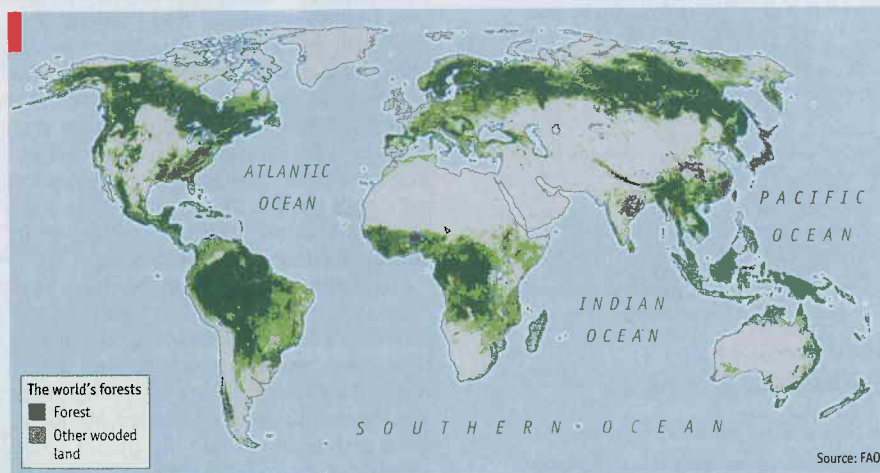 ATLANTIC
OCEAN
PACIFIC
OCEAN
INDIAN
OCEAN
The world's forests
Forest
Other wooded
land
SOUTHERN OCEAN
Source: FAO